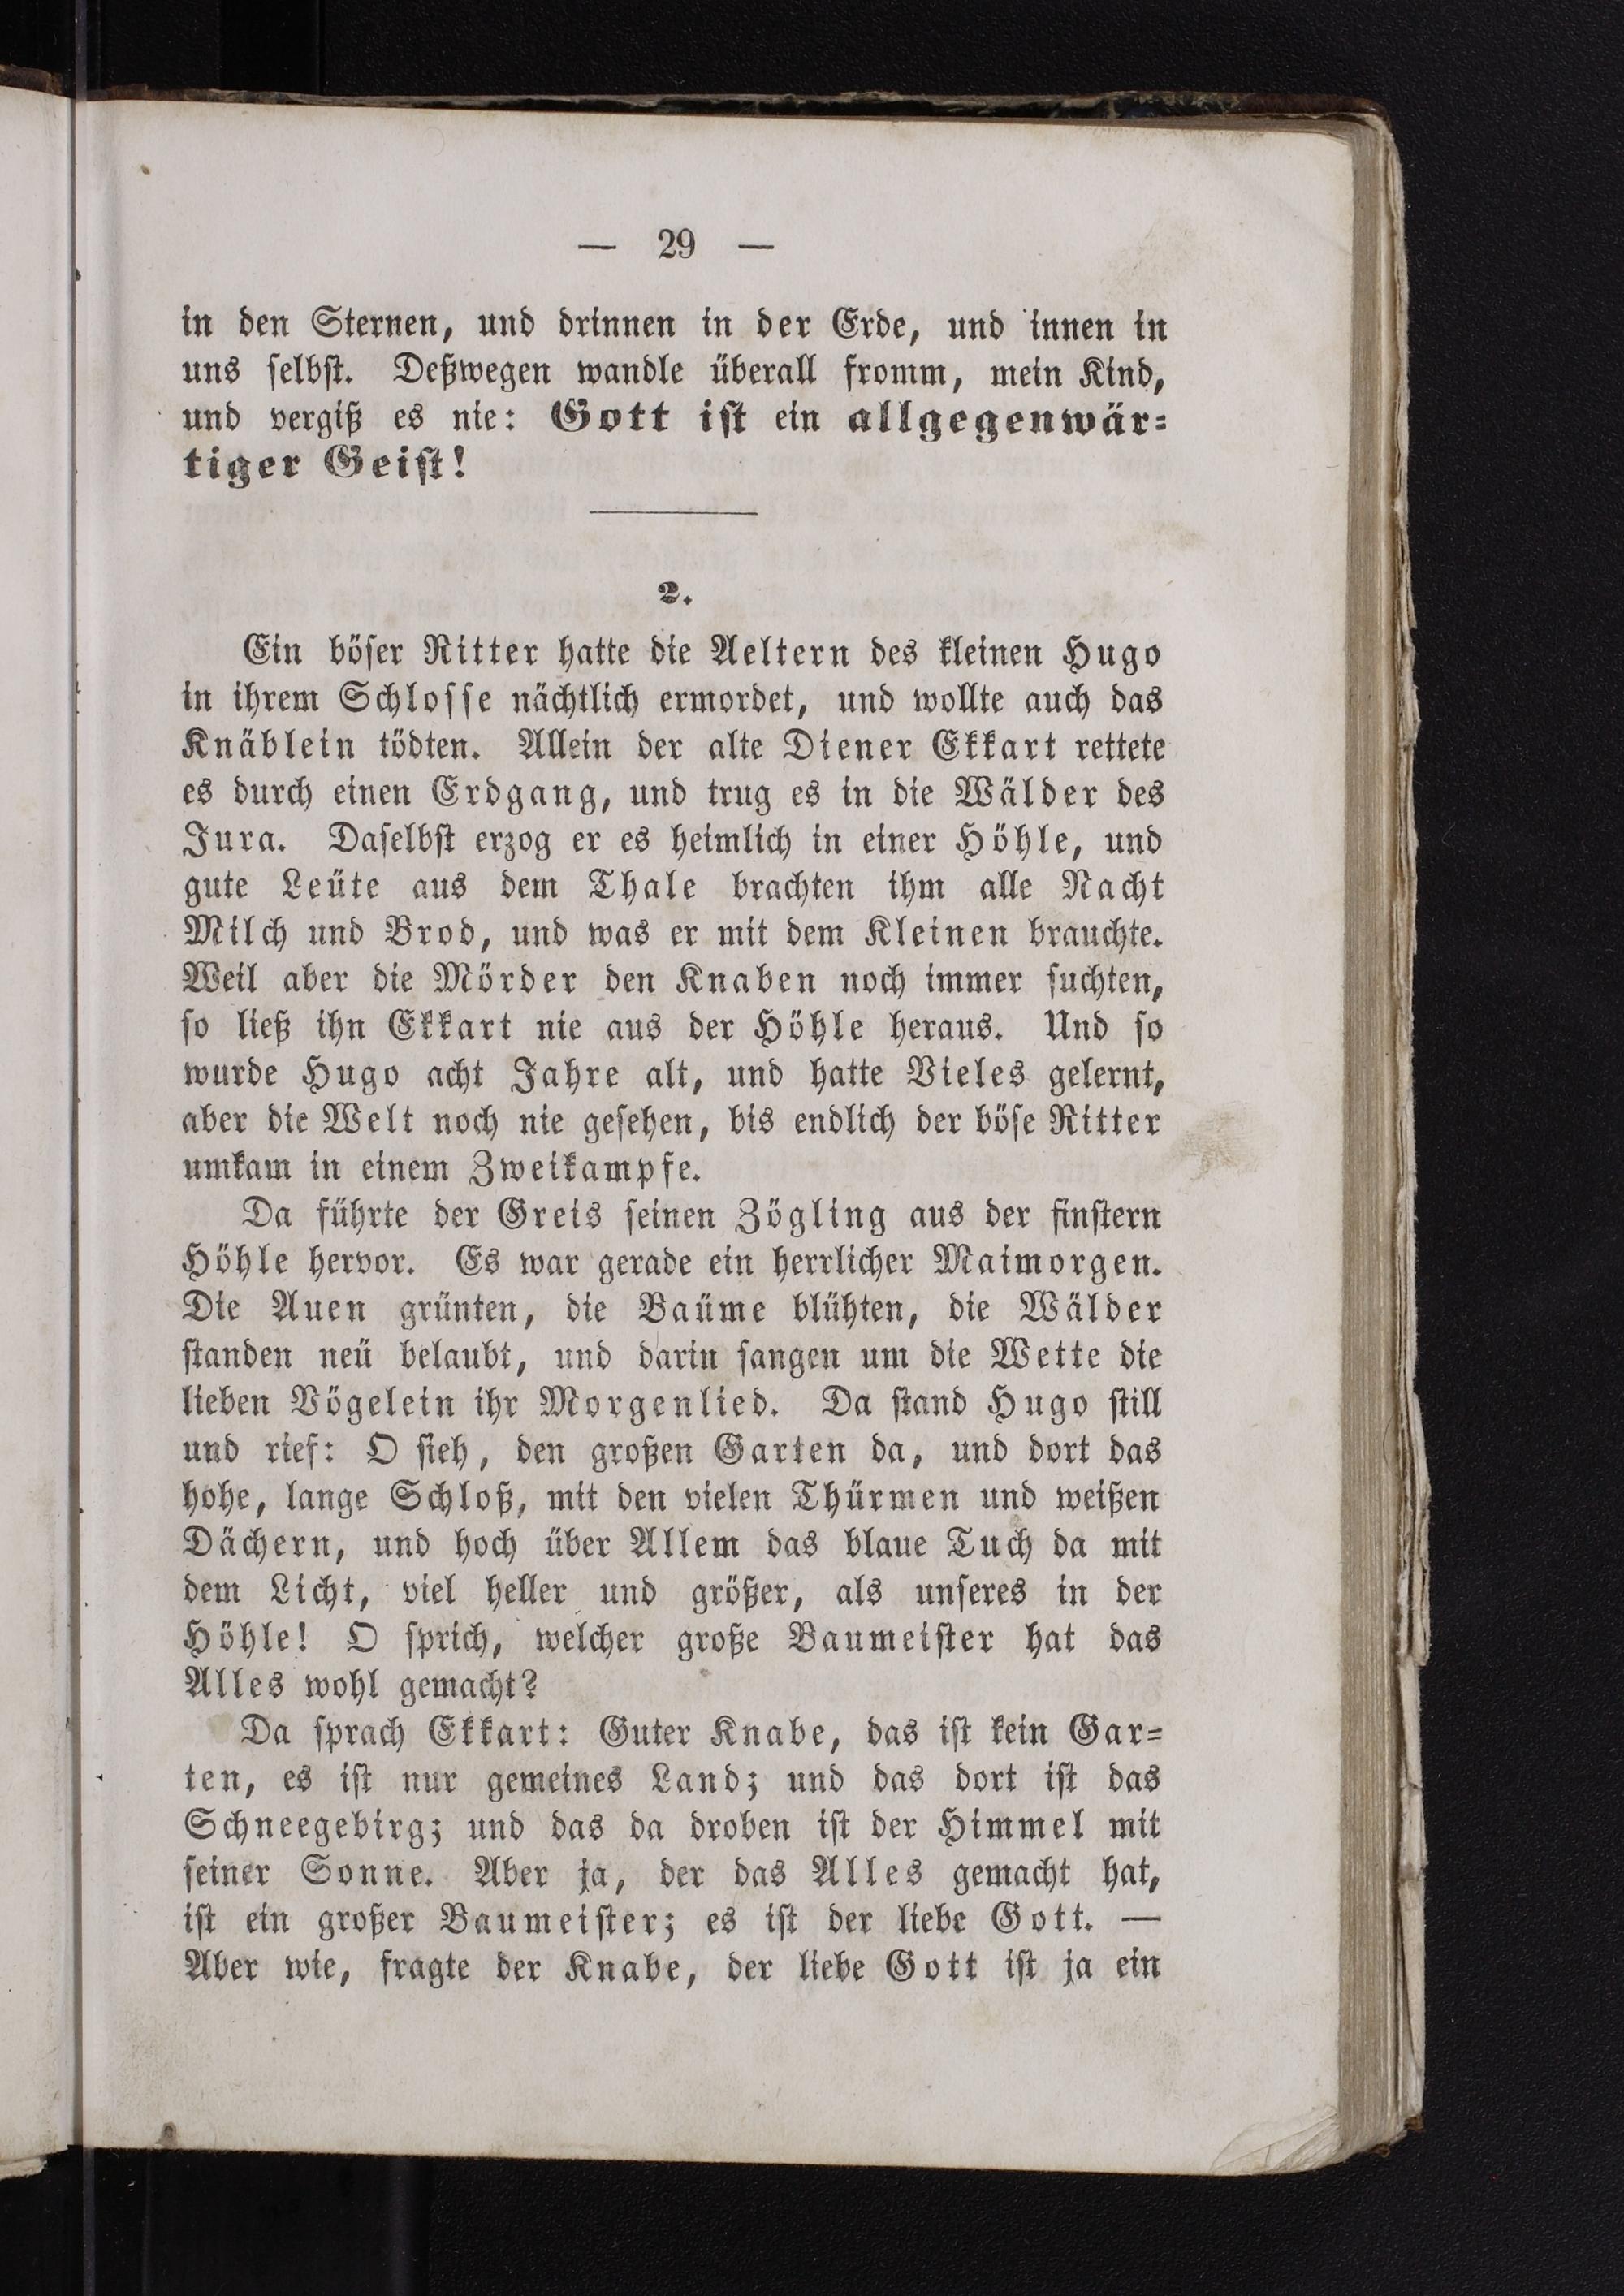 — 29 —
in den Sternen, und drinnen in der Erde, und innen in
uns selbst. Deßwegen wandle überall fromm, mein Kind,
und vergiß es nie: Gott ist ein allgegenwär-
tiger Geist!
2.
Ein böser Ritter hatte die Aeltern des kleinen Hugo
in ihrem Schlosse nächtlich ermordet, und wollte auch das
Knäblein tödten. Allein der alte Diener Ekkart rettete
es durch einen Erdgang, und trug es in die Wälder des
Jura. Daselbst erzog er es heimlich in einer Höhle, und
gute Leüte aus dem Thale brachten ihm alle Nacht
Milch und Brod, und was er mit dem Kleinen brauchte.
Weil aber die Mörder den Knaben noch immer suchten,
so ließ ihn Ekkart nie aus der Höhle heraus. Und so
wurde Hugo acht Jahre alt, und hatte Vieles gelernt,
aber die Welt noch nie gesehen, bis endlich der böse Ritter
umkam in einem Zweikampfe.
Da führte der Greis seinen Zögling aus der finstern
Höhle hervor. Es war gerade ein herrlicher Maimorgen.
Die Auen grünten, die Baüme blühten, die Wälder
standen neü belaubt, und darin sangen um die Wette die
lieben Vögelein ihr Morgenlied. Da stand Hugo still
und rief: O sieh, den großen Garten da, und dort das
hohe, lange Schloß, mit den vielen Thürmen und weißen
Dächern, und hoch über Allem das blaue Tuch da mit
dem Licht, viel heller und größer, als unseres in der
Höhle! O sprich, welcher große Baumeister hat das
Alles wohl gemacht?
Da sprach Ekkart: Guter Knabe, das ist kein Gar-
ten, es ist nur gemeines Land; und das dort ist das
Schneegebirg; und das da droben ist der Himmel mit
seiner Sonne. Aber ja, der das Alles gemacht hat,
ist ein großer Baumeister; es ist der liebe Gott. —
Aber wie, fragte der Knabe, der liebe Gott ist ja ein